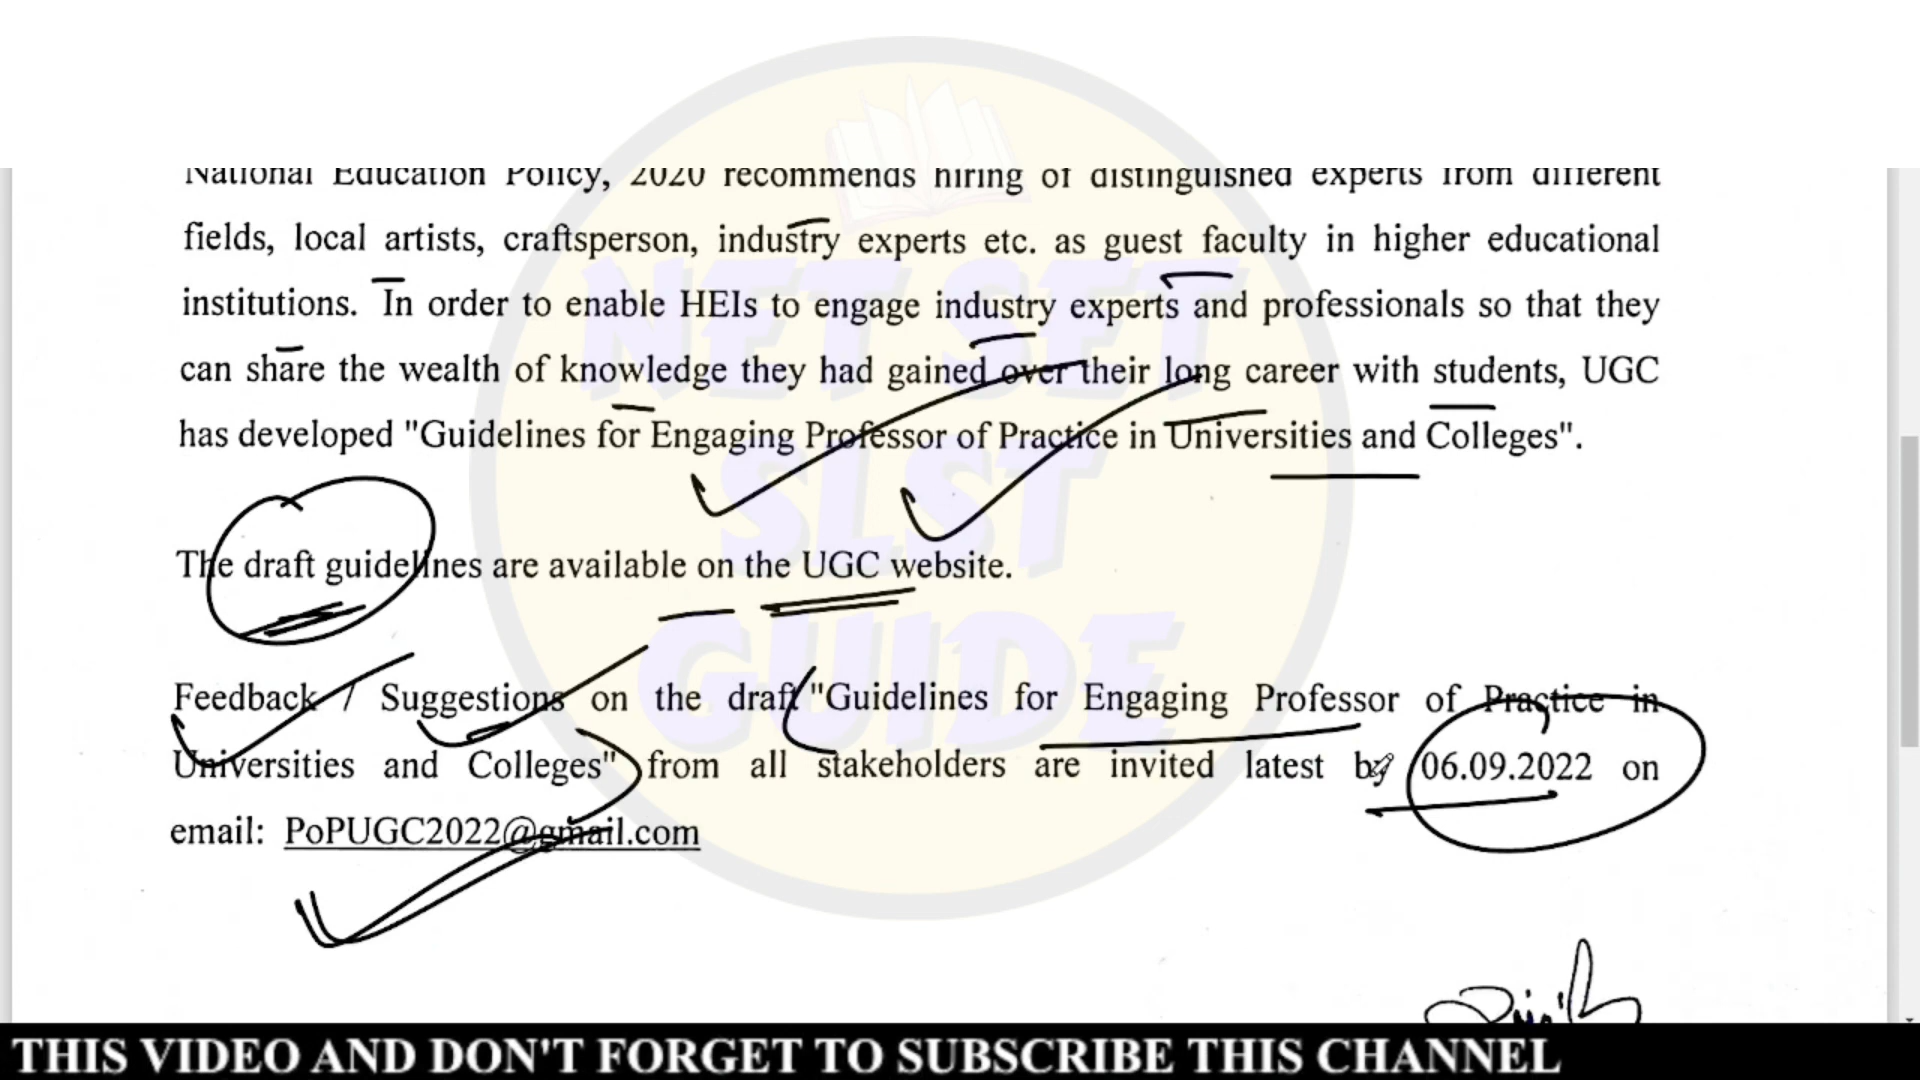 National Education Policy, 2020 recommends hiring of distinguished experts from different
fields, local artists, craftsperson, industry experts etc. as guest faculty in higher educational
institutions. In order to enable HEIs to engage industry experts and professionals so that they
can share the wealth of knowledge they had gained over their long career with students, UGC
has developed "Guidelines for Engaging Professor of Practice in Universities and Colleges".
The draft guidelines are available on the UGC website.
Feedback / Suggestions on the draft "Guidelines for Engaging Professor of Practice in
Universities and Colleges" from all stakeholders are invited latest by 06.09.2022 on
email: PoPUGC2022@gmail.com
NET SET
SLST
GUIDE
THIS VIDEO AND DON'T FORGET TO SUBSCRIBE THIS CHANNEL